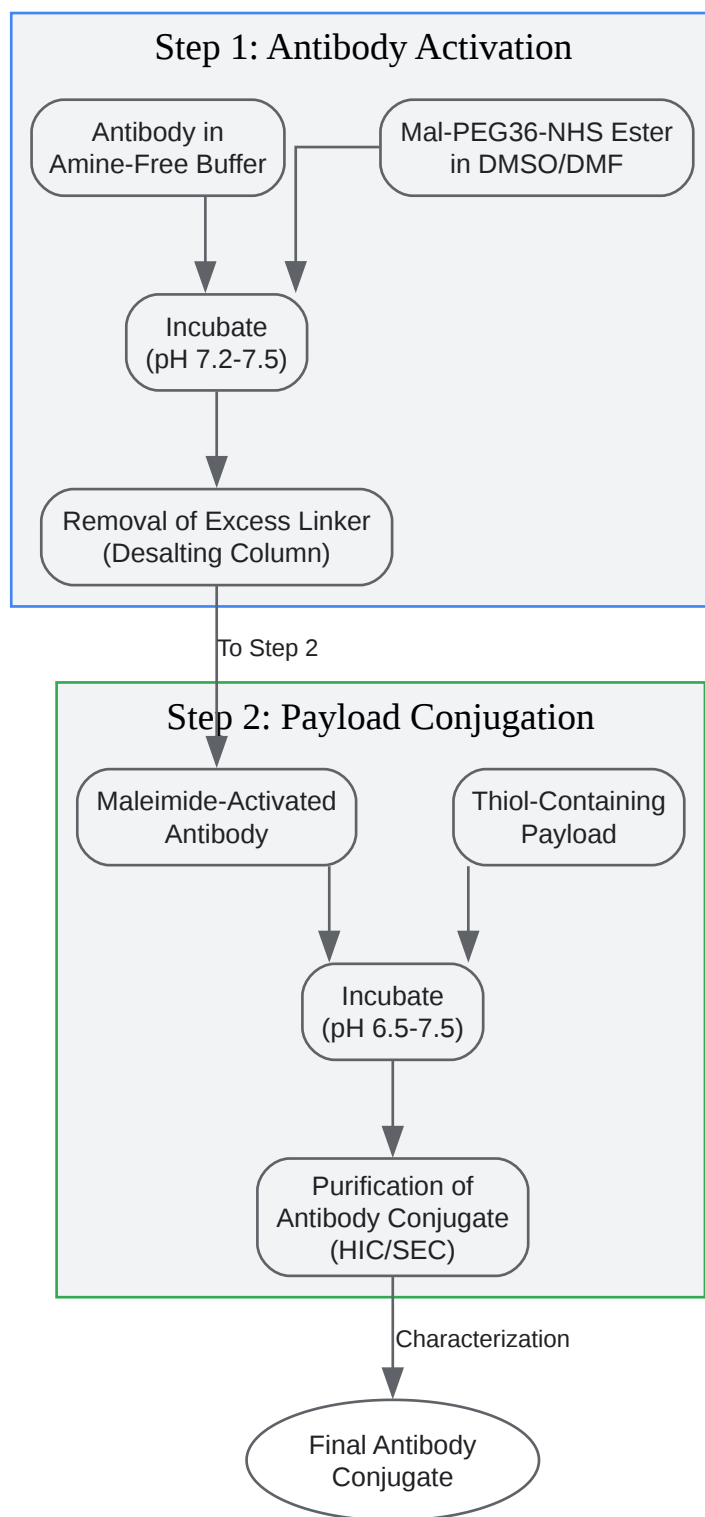 Step 1: Antibody Activation
Antibody in
Amine-Free Buffer
Mal-PEG36-NHS Ester
in DMSO/DMF
Incubate
(pH 7.2-7.5)
Removal of Excess Linker
(Desalting Column)
To Step 2
Step 2: Payload Conjugation
Maleimide-Activated
Antibody
Thiol-Containing
Payload
Incubate
(pH 6.5-7.5)
Purification of
Antibody Conjugate
(HIC/SEC)
Characterization
Final Antibody
Conjugate